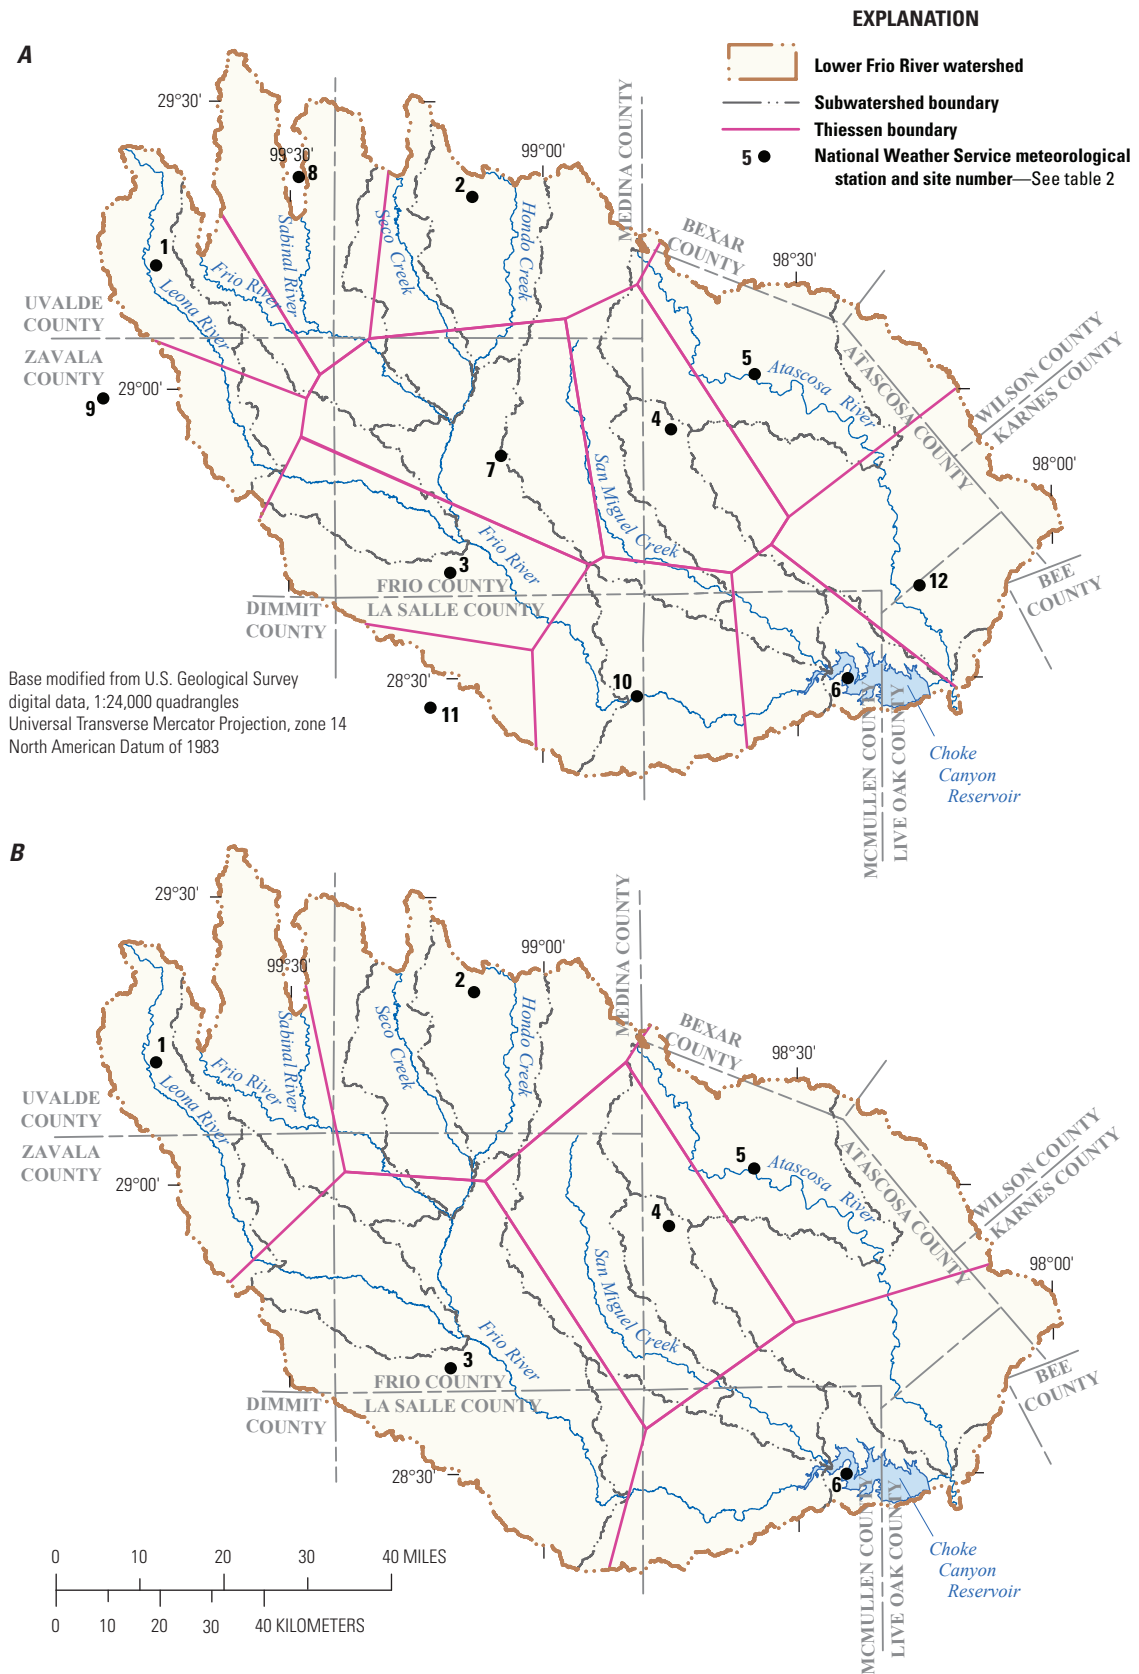 EXPLANATION
Lower Frio River watershed
Subwatershed boundary
Thiessen boundary
5 National Weather Service meteorological
station and site number—See table 2
A
29°30'
99°30'
99°00'
98°30'
98°00'
29°00'
28°30'
MEDINA COUNTY
BEXAR
COUNTY
UVALDE
COUNTY
ZAVALA
COUNTY
ATASCOSA COUNTY
WILSON COUNTY
KARNES COUNTY
BEE
COUNTY
FRIO COUNTY
LA SALLE COUNTY
DIMMIT
COUNTY
MCMULLEN COUNTY
LIVE OAK COUNTY
Leona River
Frio River
Sabinal River
Seco Creek
Hondo Creek
Atascosa River
San Miguel Creek
Frio River
Choke
Canyon
Reservoir
8
2
1
5
9
4
7
3
12
10
6
11
Base modified from U.S. Geological Survey
digital data, 1:24,000 quadrangles
Universal Transverse Mercator Projection, zone 14
North American Datum of 1983
B
29°30'
99°30'
99°00'
98°30'
98°00'
29°00'
28°30'
MEDINA COUNTY
BEXAR
COUNTY
UVALDE
COUNTY
ZAVALA
COUNTY
ATASCOSA COUNTY
WILSON COUNTY
KARNES COUNTY
BEE
COUNTY
FRIO COUNTY
LA SALLE COUNTY
DIMMIT
COUNTY
MCMULLEN COUNTY
LIVE OAK COUNTY
Leona River
Frio River
Sabinal River
Seco Creek
Hondo Creek
Atascosa River
San Miguel Creek
Frio River
Choke
Canyon
Reservoir
2
1
5
4
3
6
0 10 20 30 40 MILES
0 10 20 30 40 KILOMETERS